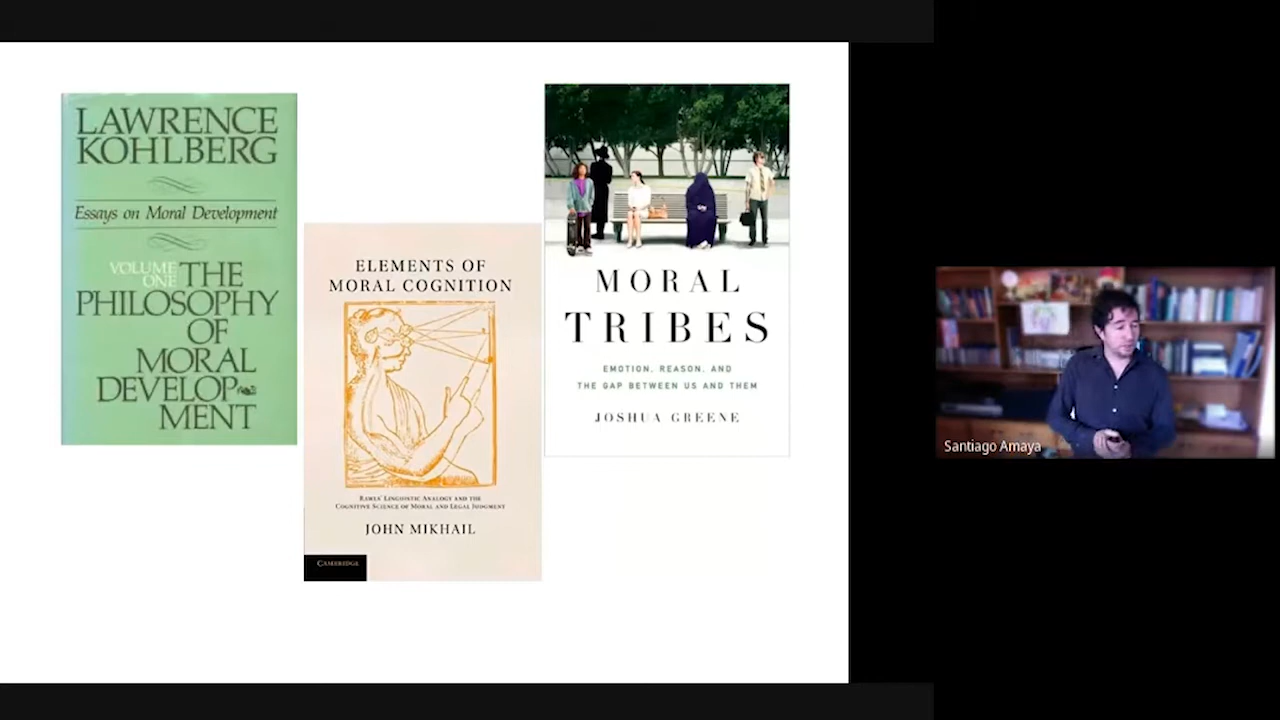 LAWRENCE
KOHLBERG
Essays on Moral Development
VOLUME
ONE
THE
PHILOSOPHY
OF
MORAL
DEVELOP-
MENT
ELEMENTS OF
MORAL COGNITION
RAWLS' LINGUISTIC ANALOGY AND THE
COGNITIVE SCIENCE OF MORAL AND LEGAL JUDGMENT
JOHN MIKHAIL
CAMBRIDGE
MORAL
TRIBES
EMOTION, REASON, AND
THE GAP BETWEEN US AND THEM
JOSHUA GREENE
Santiago Amaya